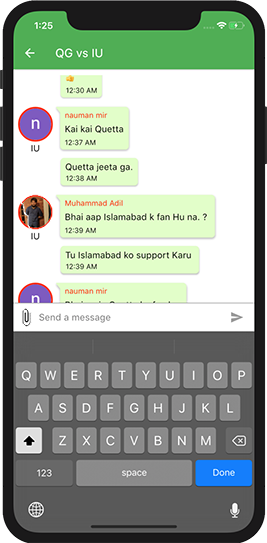 1:25
QG vs IU
12:30 AM
n
nauman mir
Kai kai Quetta
12:37 AM
IU
Quetta jeeta ga.
12:38 AM
Muhammad Adil
Bhai aap Islamabad k fan Hu na. ?
12:39 AM
IU
Tu Islamabad ko support Karu
12:39 AM
n
nauman mir
Send a message
Q W E R T Y U I O P
A S D F G H J K L
Z X C V B N M
123 space Done